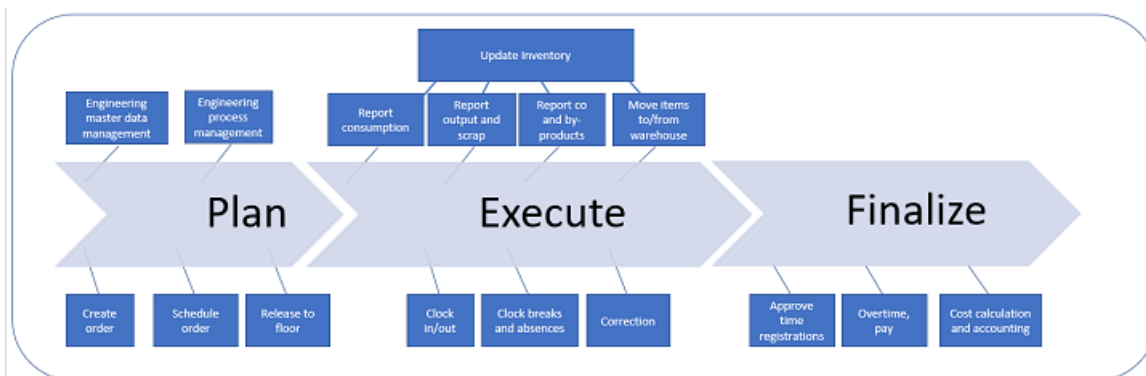 Update Inventory
Engineering
master data
management
Engineering
process
management
Report
consumption
Report
output and
scrap
Report co
and by-
products
Move items
to/from
warehouse
Plan
Execute
Finalize
Create
order
Schedule
order
Release to
floor
Clock
in/out
Clock breaks
and absences
Correction
Approve
time
registrations
Overtime,
pay
Cost calculation
and accounting